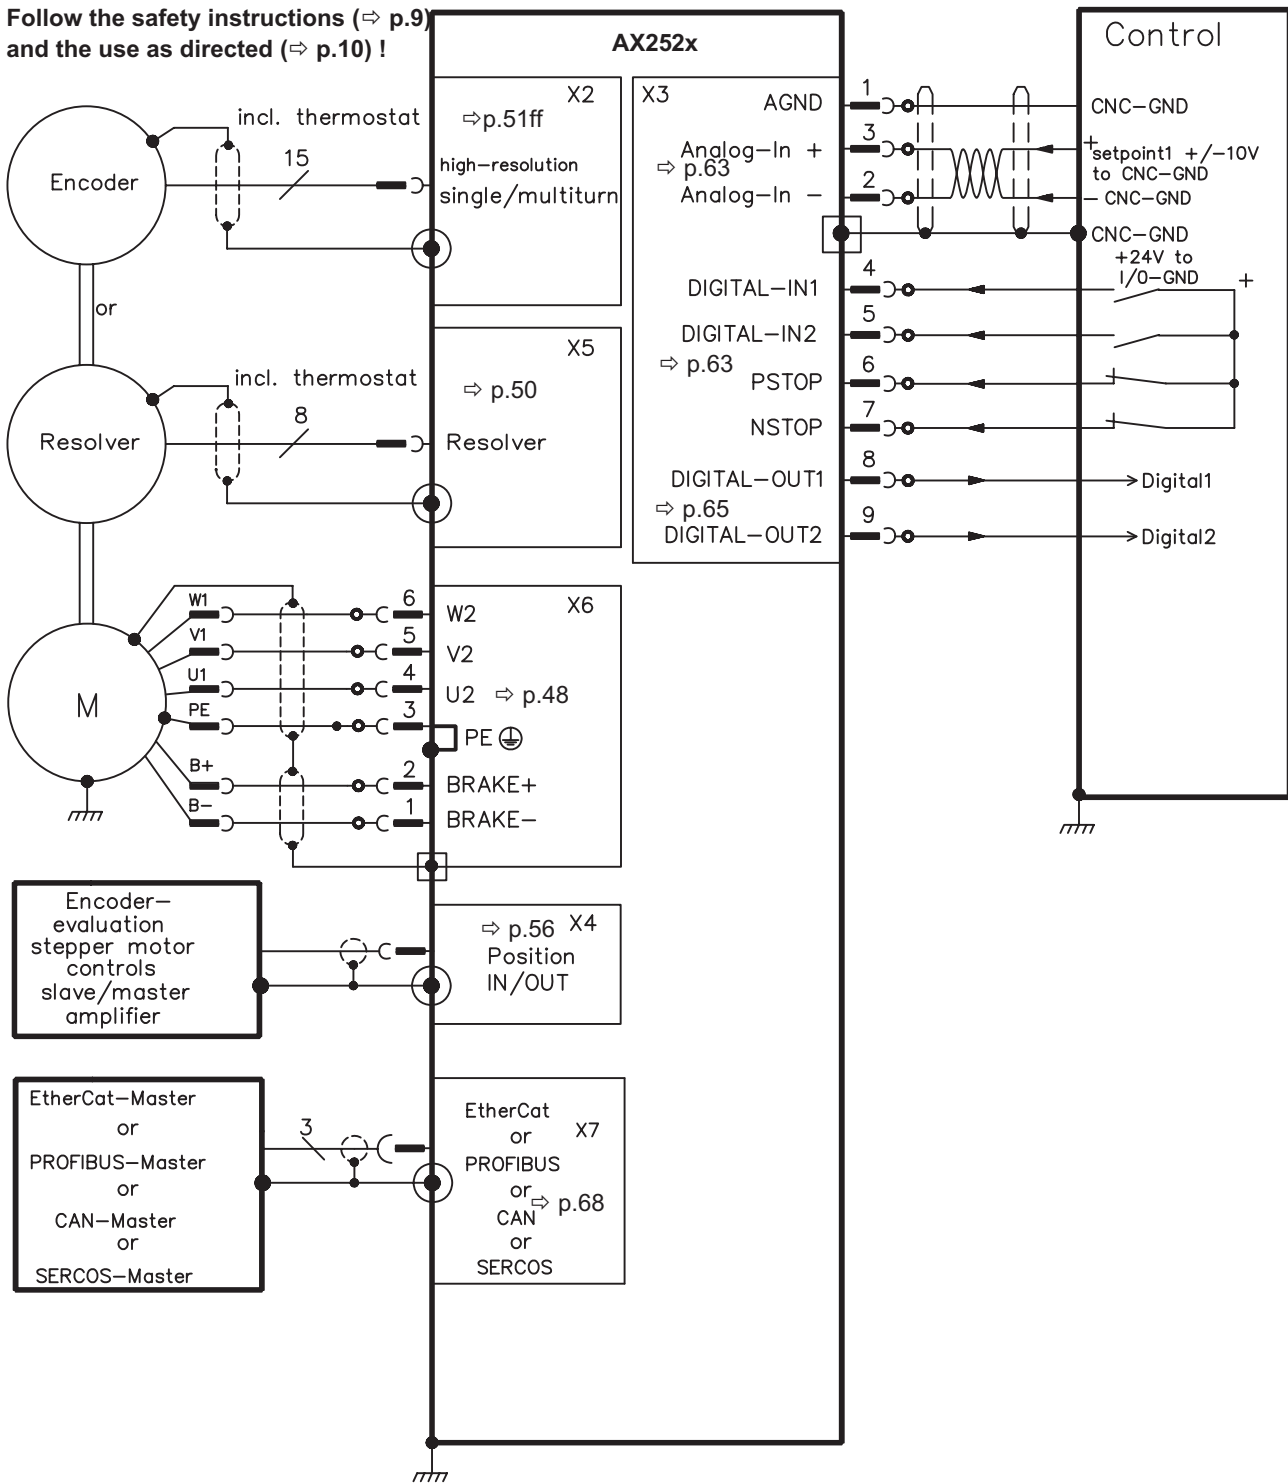 Follow the safety instructions (⇨ p.9)
and the use as directed (⇨ p.10) !
AX252x
Control
Encoder
incl. thermostat
15
X2
⇨p.51ff
high-resolution
single/multiturn
or
Resolver
incl. thermostat
8
X5
⇨ p.50
Resolver
M
W1
V1
U1
PE
B+
B-
6
5
4
3
2
1
X6
W2
V2
U2 ⇨ p.48
PE
BRAKE+
BRAKE-
Encoder-
evaluation
stepper motor
controls
slave/master
amplifier
⇨ p.56 X4
Position
IN/OUT
EtherCat-Master
or
PROFIBUS-Master
or
CAN-Master
or
SERCOS-Master
3
EtherCat
or
X7
PROFIBUS
or
⇨ p.68
CAN
or
SERCOS
X3
AGND
Analog-In +
⇨ p.63
Analog-In -
DIGITAL-IN1
DIGITAL-IN2
⇨ p.63
PSTOP
NSTOP
DIGITAL-OUT1
⇨ p.65
DIGITAL-OUT2
1
3
2
4
5
6
7
8
9
CNC-GND
+
setpoint1 +/-10V
to CNC-GND
- CNC-GND
CNC-GND
+24V to
I/O-GND
+
Digital1
Digital2